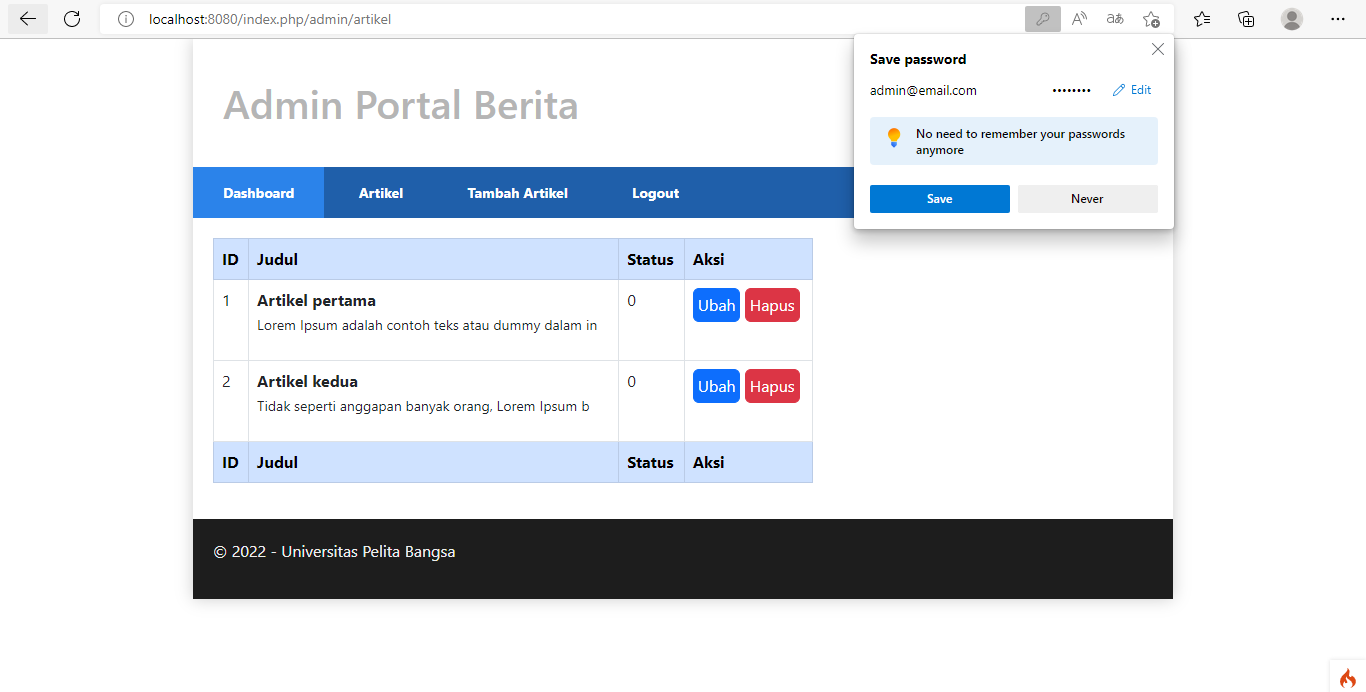 localhost:8080/index.php/admin/artikel
Save password
admin@email.com •••••••• Edit
No need to remember your passwords
anymore
Save Never
Admin Portal Berita
Dashboard Artikel Tambah Artikel Logout
ID Judul Status Aksi
1 Artikel pertama 0 Ubah Hapus
Lorem Ipsum adalah contoh teks atau dummy dalam in
2 Artikel kedua 0 Ubah Hapus
Tidak seperti anggapan banyak orang, Lorem Ipsum b
ID Judul Status Aksi
© 2022 - Universitas Pelita Bangsa